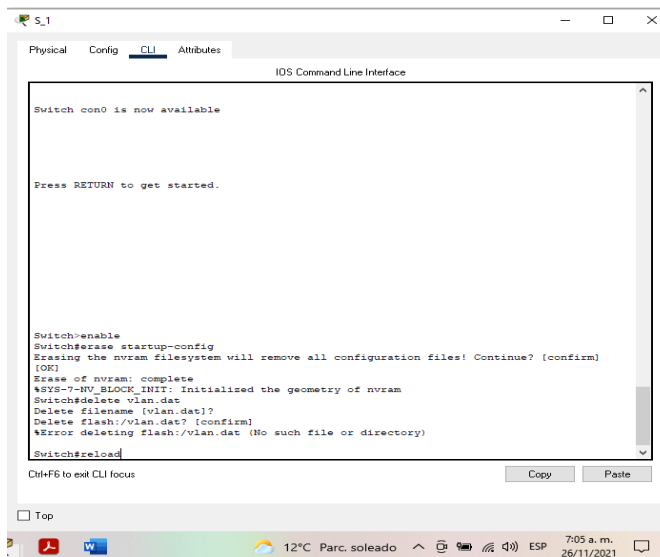 S_1
Physical Config CLI Attributes
IOS Command Line Interface
Switch con0 is now available
Press RETURN to get started.
Switch>enable
Switch#erase startup-config
Erasing the nvram filesystem will remove all configuration files! Continue? [confirm]
[OK]
Erase of nvram: complete
%SYS-7-NV_BLOCK_INIT: Initialized the geometry of nvram
Switch#delete vlan.dat
Delete filename [vlan.dat]?
Delete flash:/vlan.dat? [confirm]
%Error deleting flash:/vlan.dat (No such file or directory)
Switch#reload
Ctrl+F6 to exit CLI focus
Copy Paste
Top
12°C Parc. soleado ESP 7:05 a. m.
26/11/2021